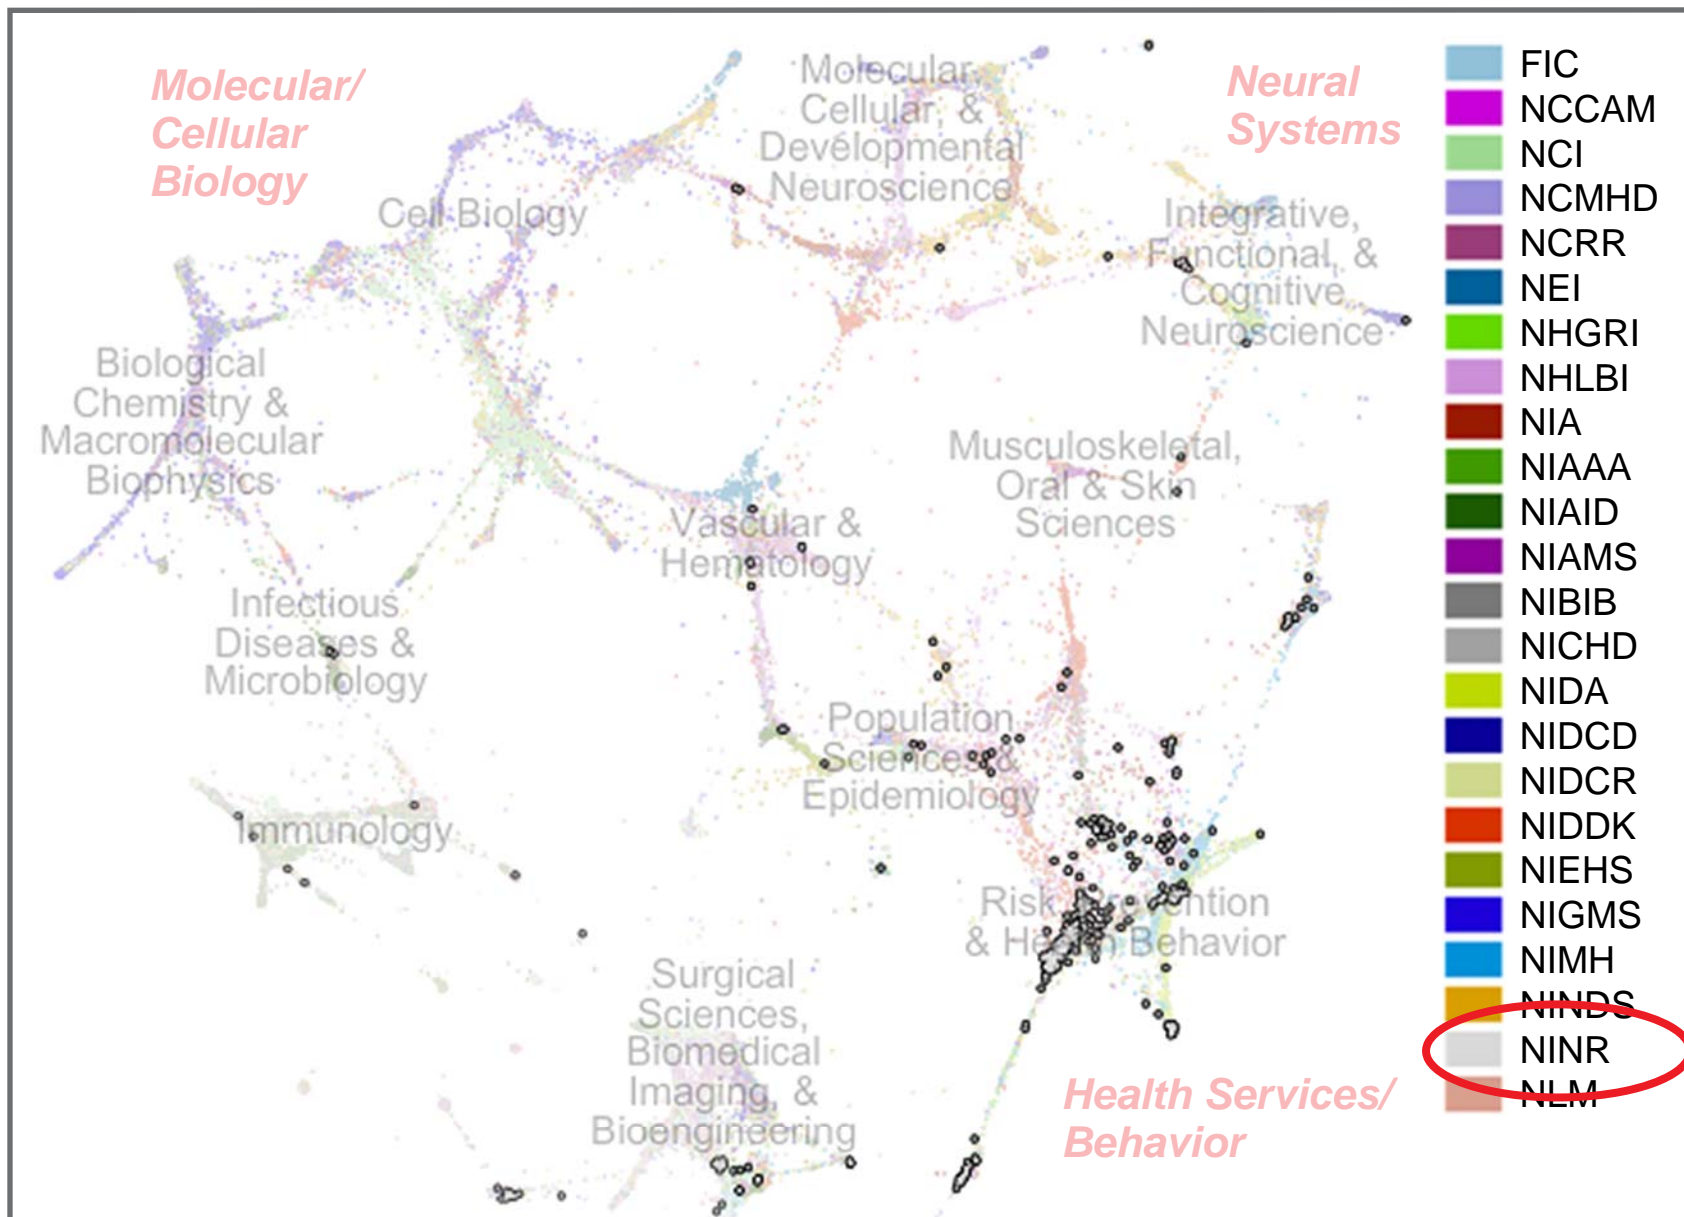 Molecular/
Cellular
Biology
Molecular,
Cellular, &
Developmental
Neuroscience
Neural
Systems
Cell Biology
Integrative,
Functional, &
Cognitive
Neuroscience
Biological
Chemistry &
Macromolecular
Biophysics
Musculoskeletal,
Oral & Skin
Sciences
Vascular &
Hematology
Infectious
Diseases &
Microbiology
Population
Sciences &
Epidemiology
Immunology
Risk, Prevention
& Health Behavior
Surgical
Sciences,
Biomedical
Imaging, &
Bioengineering
Health Services/
Behavior
FIC
NCCAM
NCI
NCMHD
NCRR
NEI
NHGRI
NHLBI
NIA
NIAAA
NIAID
NIAMS
NIBIB
NICHD
NIDA
NIDCD
NIDCR
NIDDK
NIEHS
NIGMS
NIMH
NINDS
NINR
NLM